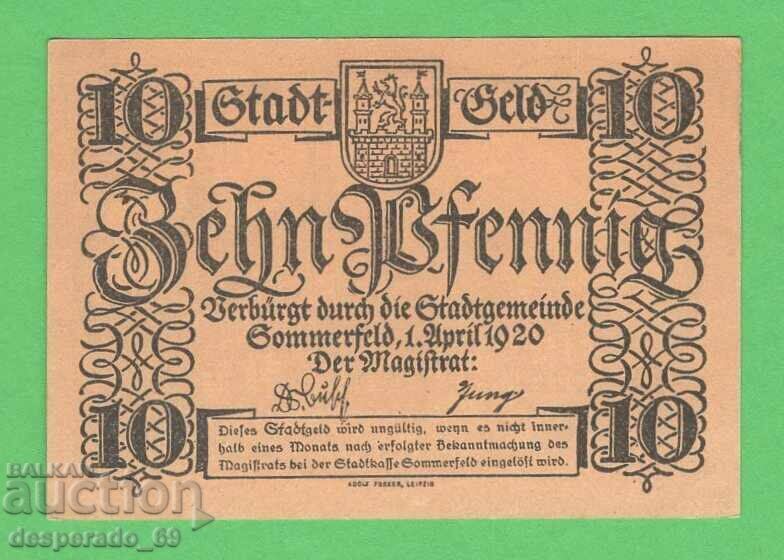 10 Stadt- Geld 10
Zehn Pfennig
Verbürgt durch die Stadtgemeinde
Sommerfeld, 1. April 1920
Der Magistrat:
Jung
10 10
Dieses Stadtgeld wird ungültig, wenn es nicht inner-
halb eines Monats nach erfolgter Bekanntmachung des
Magistrats bei der Stadtkasse Sommerfeld eingelöst wird.
ADOLF FORKER, LEIPZIG
BALKAN
auction
desperado_69